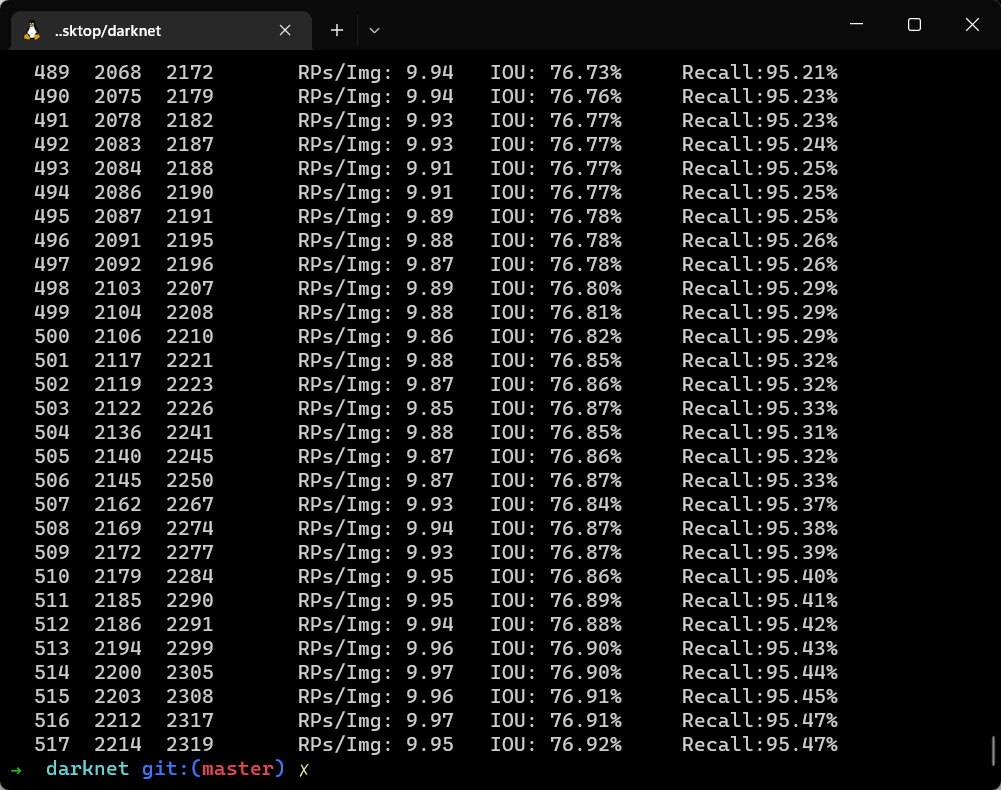 ..sktop/darknet
489 2068 2172 RPs/Img: 9.94 IOU: 76.73% Recall:95.21%
490 2075 2179 RPs/Img: 9.94 IOU: 76.76% Recall:95.23%
491 2078 2182 RPs/Img: 9.93 IOU: 76.77% Recall:95.23%
492 2083 2187 RPs/Img: 9.93 IOU: 76.77% Recall:95.24%
493 2084 2188 RPs/Img: 9.91 IOU: 76.77% Recall:95.25%
494 2086 2190 RPs/Img: 9.91 IOU: 76.77% Recall:95.25%
495 2087 2191 RPs/Img: 9.89 IOU: 76.78% Recall:95.25%
496 2091 2195 RPs/Img: 9.88 IOU: 76.78% Recall:95.26%
497 2092 2196 RPs/Img: 9.87 IOU: 76.78% Recall:95.26%
498 2103 2207 RPs/Img: 9.89 IOU: 76.80% Recall:95.29%
499 2104 2208 RPs/Img: 9.88 IOU: 76.81% Recall:95.29%
500 2106 2210 RPs/Img: 9.86 IOU: 76.82% Recall:95.29%
501 2117 2221 RPs/Img: 9.88 IOU: 76.85% Recall:95.32%
502 2119 2223 RPs/Img: 9.87 IOU: 76.86% Recall:95.32%
503 2122 2226 RPs/Img: 9.85 IOU: 76.87% Recall:95.33%
504 2136 2241 RPs/Img: 9.88 IOU: 76.85% Recall:95.31%
505 2140 2245 RPs/Img: 9.87 IOU: 76.86% Recall:95.32%
506 2145 2250 RPs/Img: 9.87 IOU: 76.87% Recall:95.33%
507 2162 2267 RPs/Img: 9.93 IOU: 76.84% Recall:95.37%
508 2169 2274 RPs/Img: 9.94 IOU: 76.87% Recall:95.38%
509 2172 2277 RPs/Img: 9.93 IOU: 76.87% Recall:95.39%
510 2179 2284 RPs/Img: 9.95 IOU: 76.86% Recall:95.40%
511 2185 2290 RPs/Img: 9.95 IOU: 76.89% Recall:95.41%
512 2186 2291 RPs/Img: 9.94 IOU: 76.88% Recall:95.42%
513 2194 2299 RPs/Img: 9.96 IOU: 76.90% Recall:95.43%
514 2200 2305 RPs/Img: 9.97 IOU: 76.90% Recall:95.44%
515 2203 2308 RPs/Img: 9.96 IOU: 76.91% Recall:95.45%
516 2212 2317 RPs/Img: 9.97 IOU: 76.91% Recall:95.47%
517 2214 2319 RPs/Img: 9.95 IOU: 76.92% Recall:95.47%
→ darknet git:(master) ✗